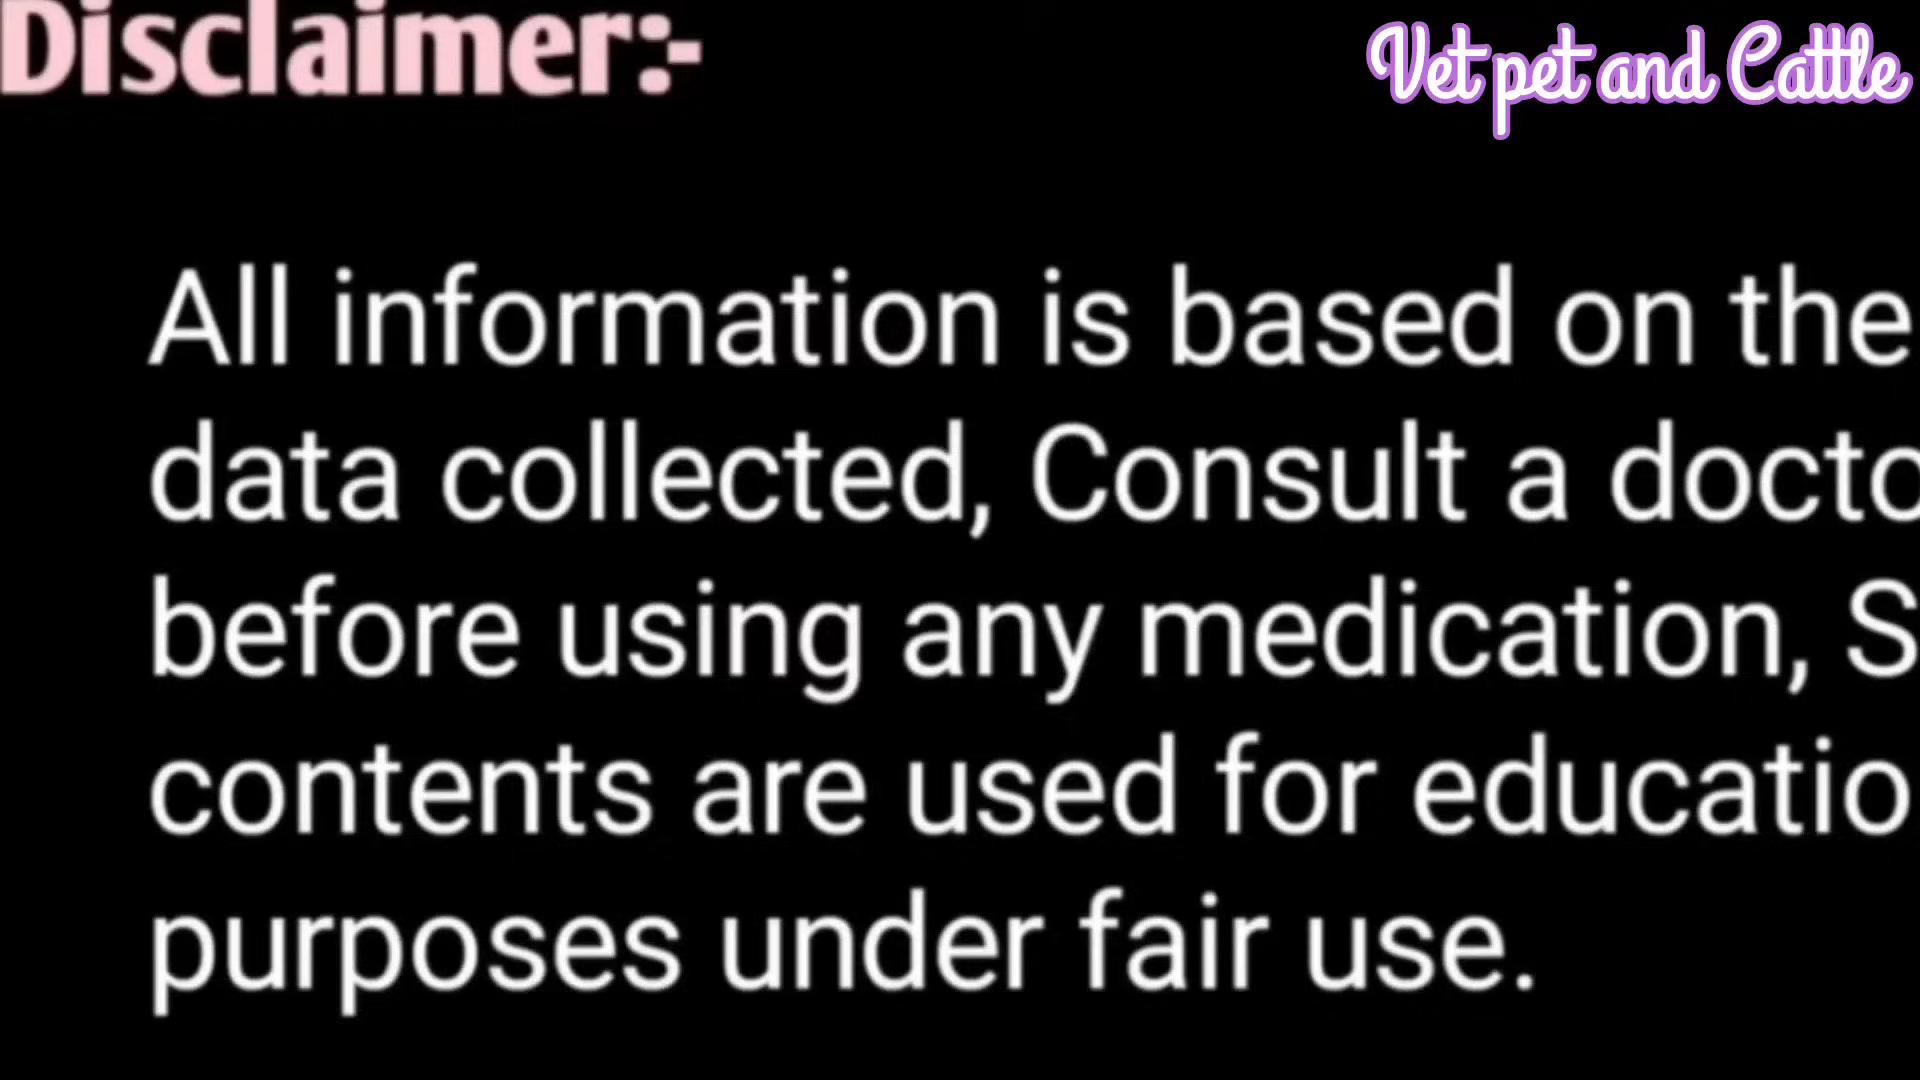 Disclaimer:-
Vet pet and Cattle
All information is based on the
data collected, Consult a docto
before using any medication, S
contents are used for educatio
purposes under fair use.